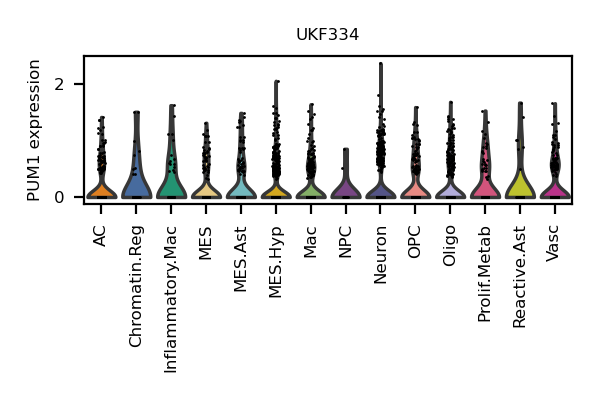 UKF334
PUM1 expression
2
0
AC
Chromatin.Reg
Inflammatory.Mac
MES
MES.Ast
MES.Hyp
Mac
NPC
Neuron
OPC
Oligo
Prolif.Metab
Reactive.Ast
Vasc